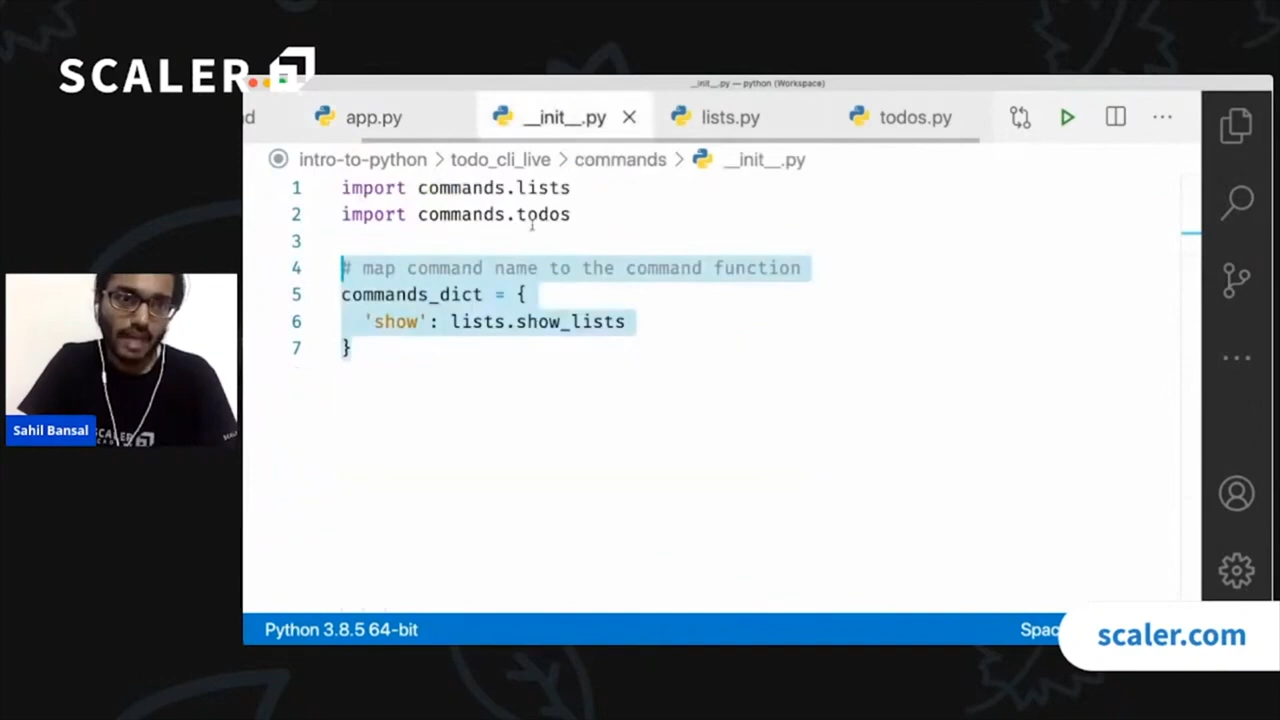 SCALER
__init__.py — python (Workspace)
app.py
__init__.py
lists.py
todos.py
intro-to-python > todo_cli_live > commands > __init__.py
1 import commands.lists
2 import commands.todos
3
4 # map command name to the command function
5 commands_dict = {
6 'show': lists.show_lists
7 }
Sahil Bansal
SCALER
Python 3.8.5 64-bit
scaler.com